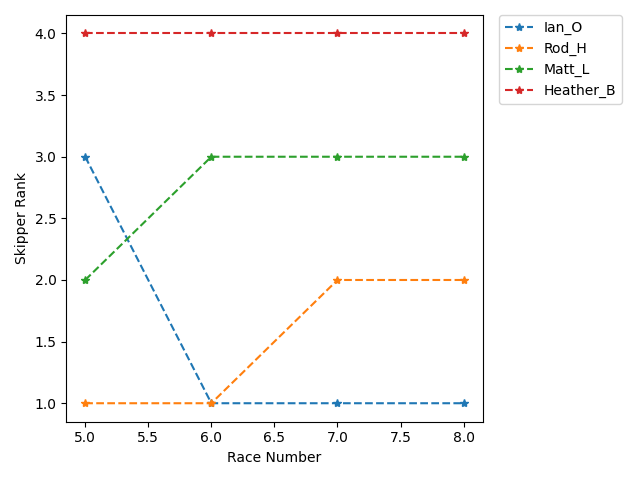 4.0
3.5
3.0
2.5
2.0
1.5
1.0
Skipper Rank
5.0 5.5 6.0 6.5 7.0 7.5 8.0
Race Number
Ian_O
Rod_H
Matt_L
Heather_B